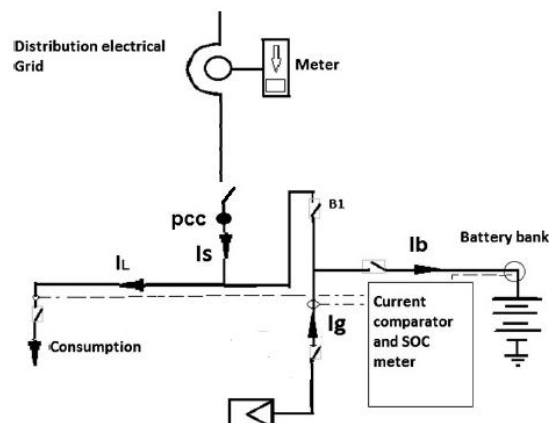 Distribution electrical
Grid
Meter
pcc
Is
B1
Ib
Battery bank
IL
Consumption
Ig
Current
comparator
and SOC
meter